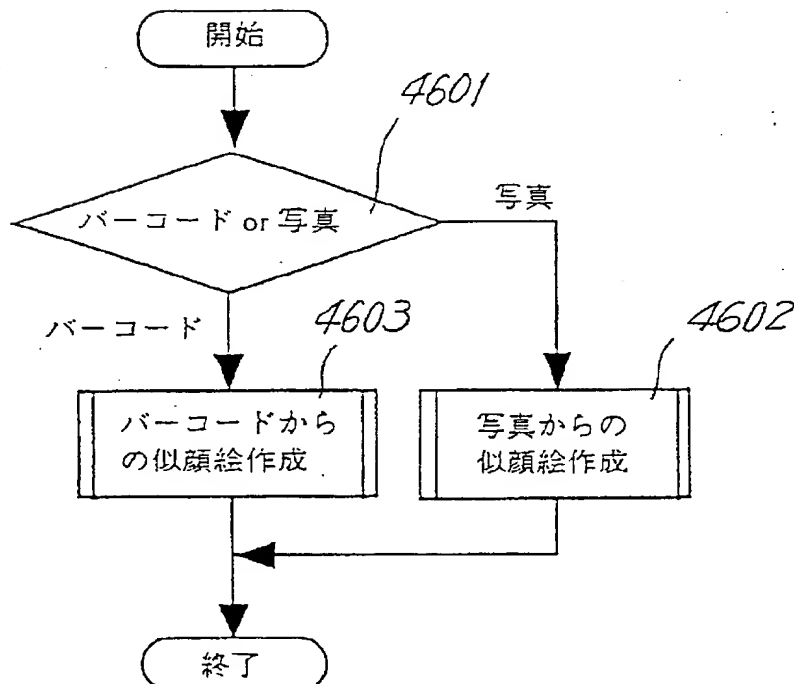 開始
4601
バーコード or 写真
写真
バーコード
4603
4602
バーコードから
の似顔絵作成
写真からの
似顔絵作成
終了